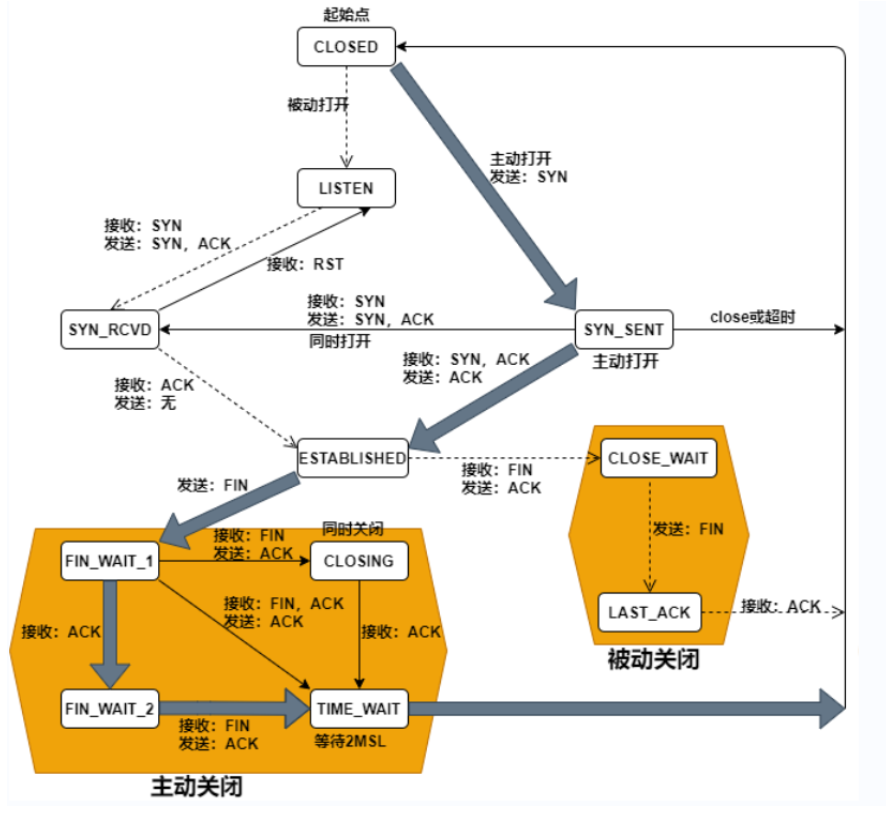 起始点
CLOSED
被动打开
主动打开
发送：SYN
LISTEN
接收：SYN
发送：SYN，ACK
接收：RST
接收：SYN
发送：SYN，ACK
同时打开
SYN_RCVD
SYN_SENT
主动打开
close或超时
接收：SYN，ACK
发送：ACK
接收：ACK
发送：无
ESTABLISHED
接收：FIN
发送：ACK
CLOSE_WAIT
发送：FIN
发送：FIN
LAST_ACK
接收：ACK
被动关闭
同时关闭
FIN_WAIT_1
接收：FIN
发送：ACK
CLOSING
接收：FIN，ACK
发送：ACK
接收：ACK
接收：ACK
FIN_WAIT_2
接收：FIN
发送：ACK
TIME_WAIT
等待2MSL
主动关闭